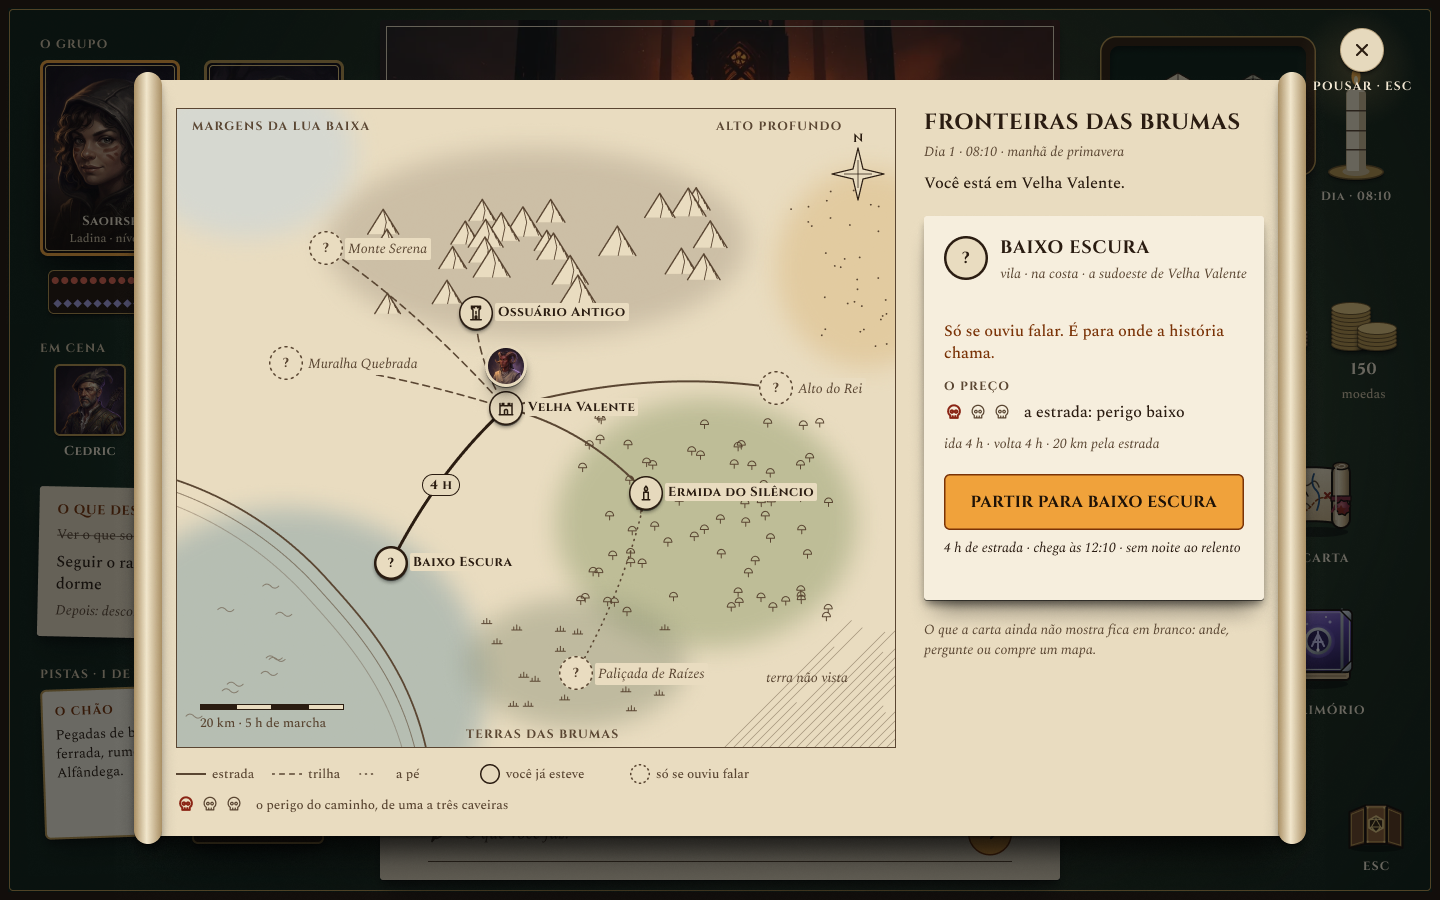 O GRUPO
SAOIRS
Ladina · nív
EM CENA
CEDRIC
O QUE DES
Ver o que so
Seguir o ra
dorme
Depois: desco
PISTAS · 1 DE
O CHÃO
Pegadas de b
ferrada, rum
Alfândega.
MARGENS DA LUA BAIXA
ALTO PROFUNDO
N
? Monte Serena
OSSUÁRIO ANTIGO
? Muralha Quebrada
? Alto do Rei
VELHA VALENTE
4 H
ERMIDA DO SILÊNCIO
? BAIXO ESCURA
? Paliçada de Raízes
terra não vista
20 km · 5 h de marcha
TERRAS DAS BRUMAS
estrada
trilha
a pé
você já esteve
só se ouviu falar
o perigo do caminho, de uma a três caveiras
FRONTEIRAS DAS BRUMAS
Dia 1 · 08:10 · manhã de primavera
Você está em Velha Valente.
? BAIXO ESCURA
vila · na costa · a sudoeste de Velha Valente
Só se ouviu falar. É para onde a história
chama.
O PREÇO
a estrada: perigo baixo
ida 4 h · volta 4 h · 20 km pela estrada
PARTIR PARA BAIXO ESCURA
4 h de estrada · chega às 12:10 · sem noite ao relento
O que a carta ainda não mostra fica em branco: ande,
pergunte ou compre um mapa.
POUSAR · ESC
DIA · 08:10
150
moedas
CARTA
IMÓRIO
ESC